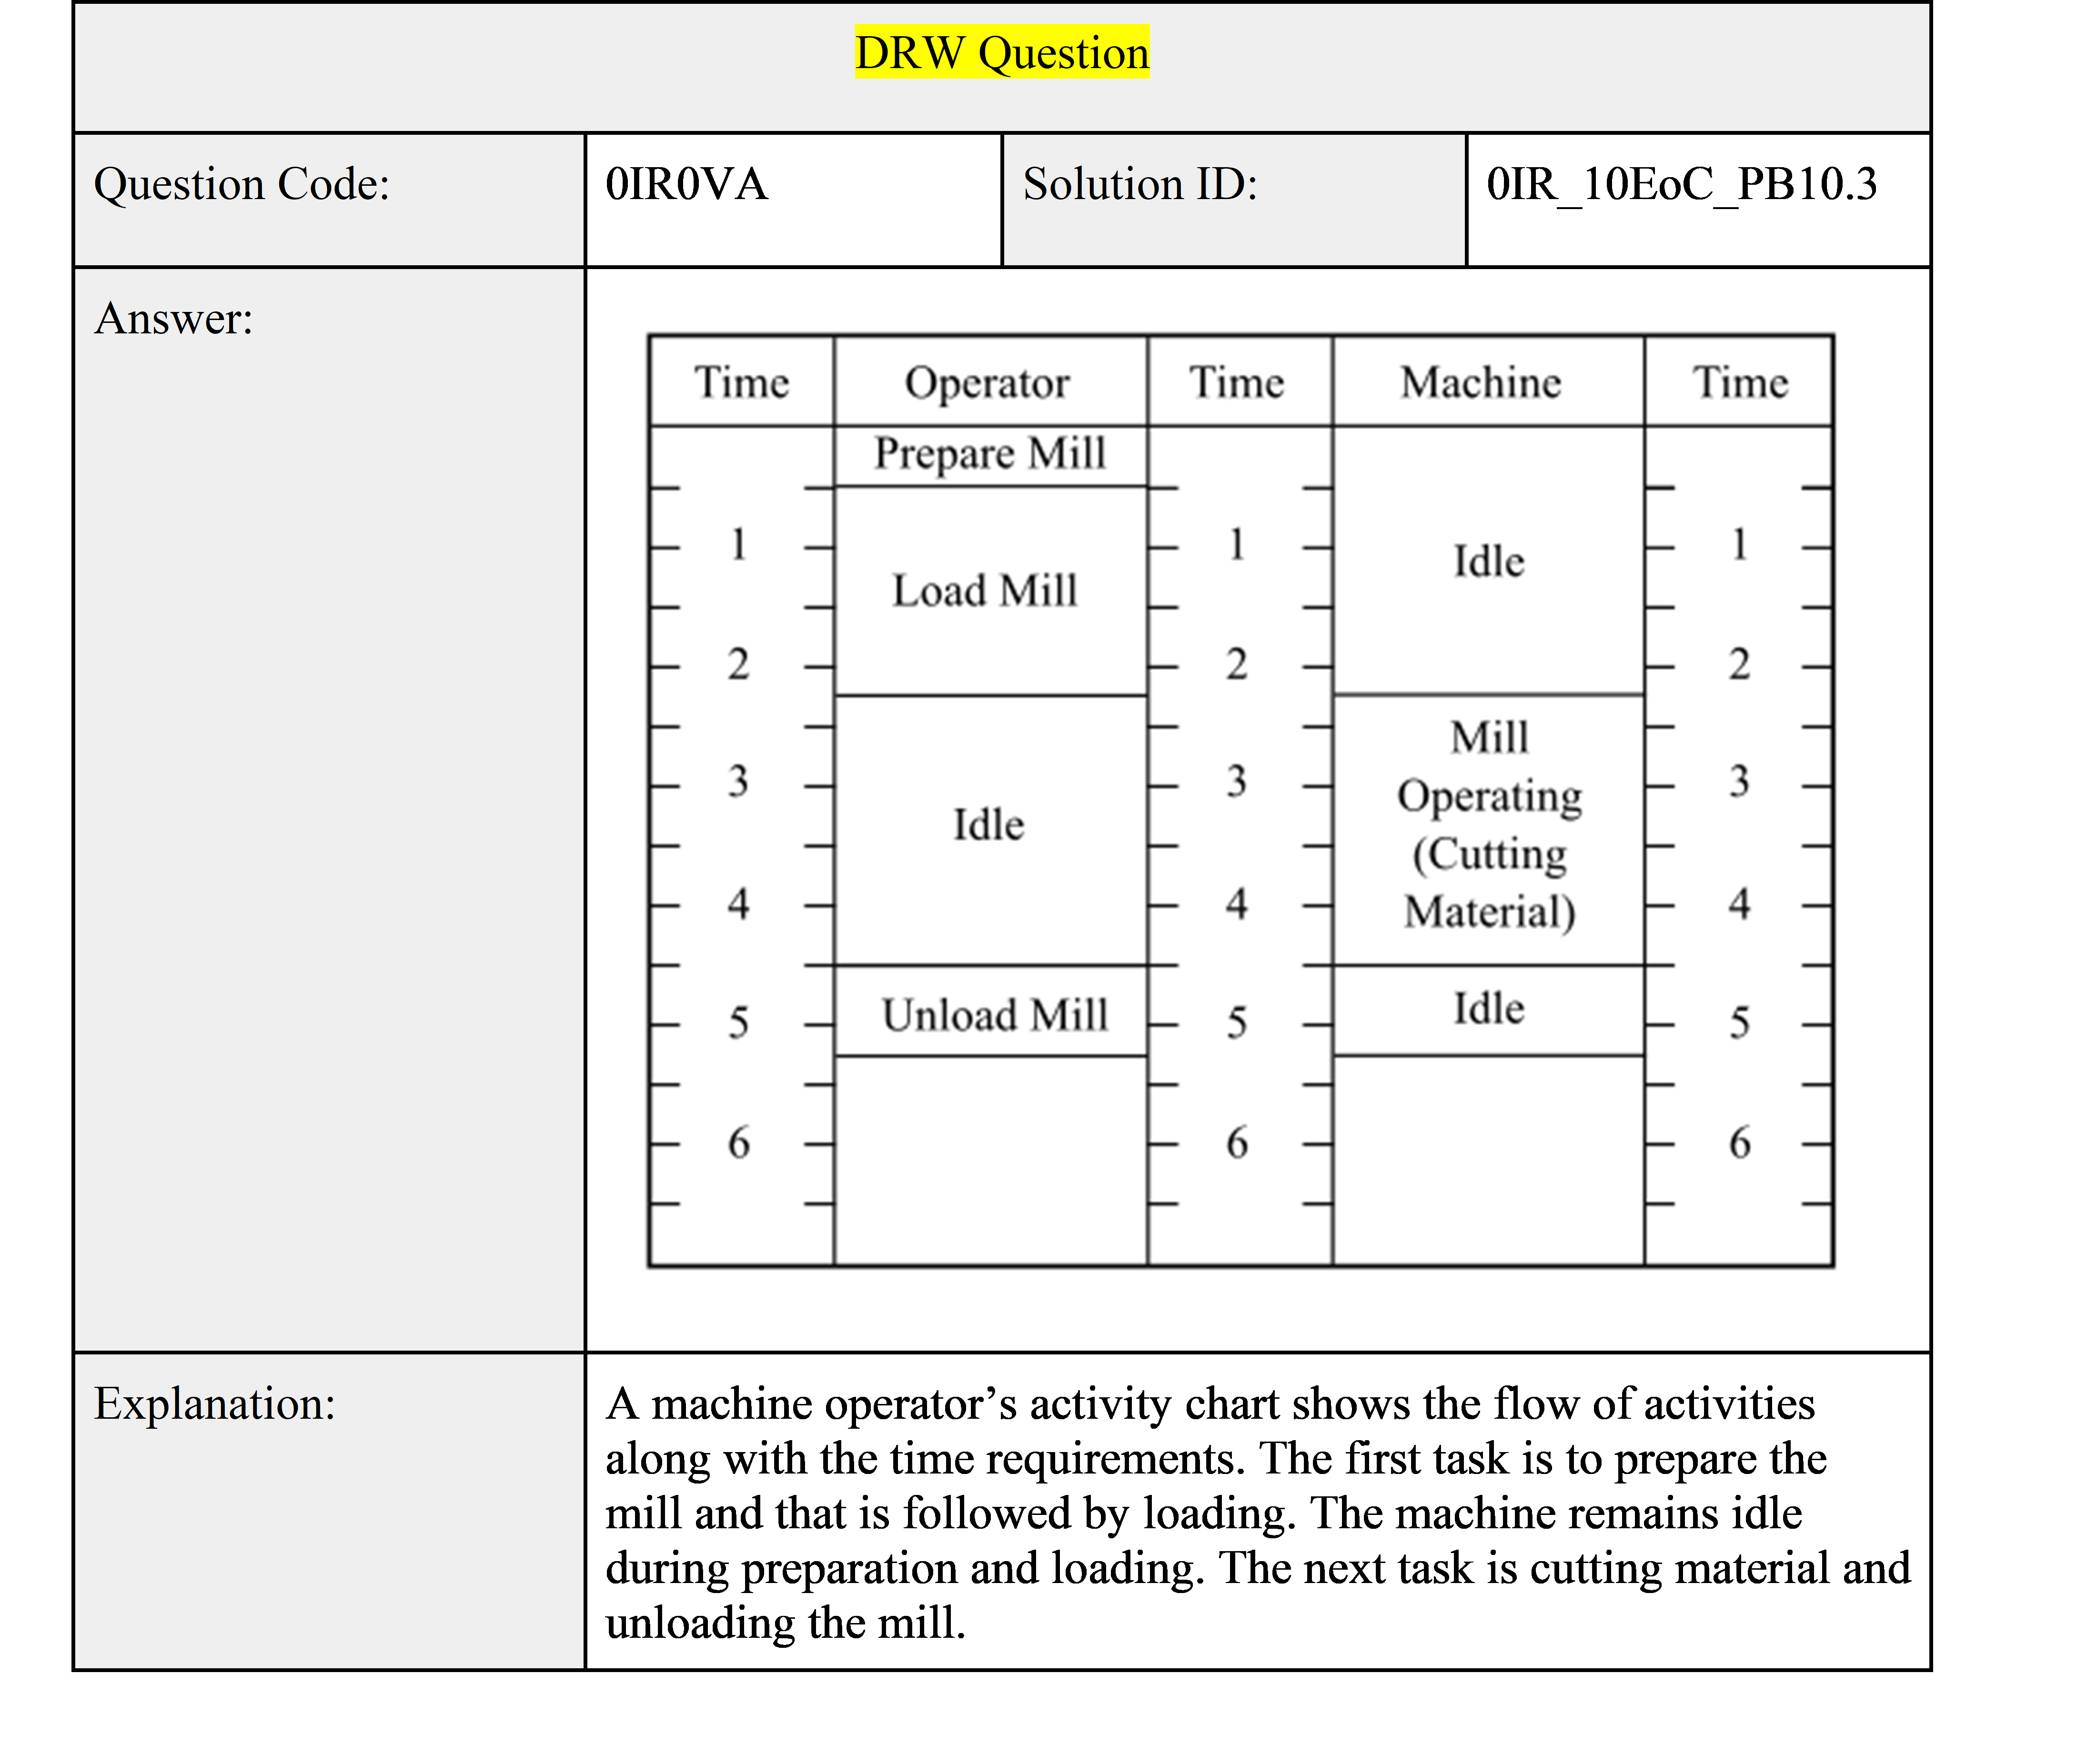 DRW Question
Question Code:
0IR0VA
Solution ID:
0IR_10EoC_PB10.3
Answer:
Time Operator Time Machine Time
Prepare Mill
1 1 Idle 1
Load Mill
2 2 2
Mill
3 3 Operating 3
Idle (Cutting
4 4 Material) 4
5 Unload Mill 5 Idle 5
6 6 6
Explanation:
A machine operator’s activity chart shows the flow of activities
along with the time requirements. The first task is to prepare the
mill and that is followed by loading. The machine remains idle
during preparation and loading. The next task is cutting material and
unloading the mill.